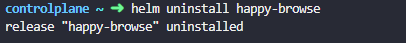 controlplane ~ ➜ helm uninstall happy-browse
release "happy-browse" uninstalled